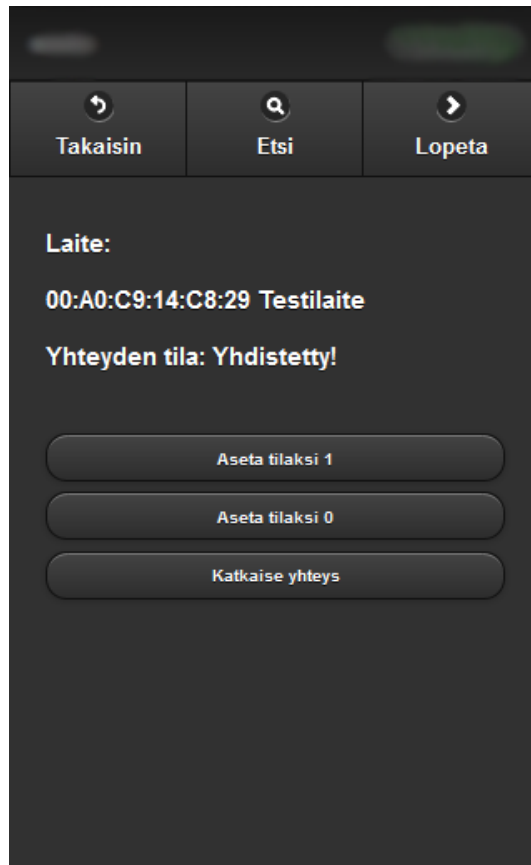 Takaisin Etsi Lopeta
Laite:
00:A0:C9:14:C8:29 Testilaite
Yhteyden tila: Yhdistetty!
Aseta tilaksi 1
Aseta tilaksi 0
Katkaise yhteys